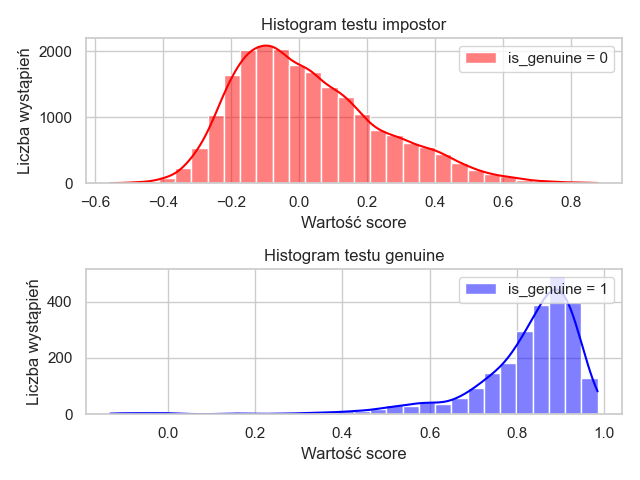 Histogram testu impostor
Liczba wystąpień
2000
1000
0
is_genuine = 0
−0.6 −0.4 −0.2 0.0 0.2 0.4 0.6 0.8
Wartość score
Histogram testu genuine
Liczba wystąpień
400
200
0
is_genuine = 1
0.0 0.2 0.4 0.6 0.8 1.0
Wartość score